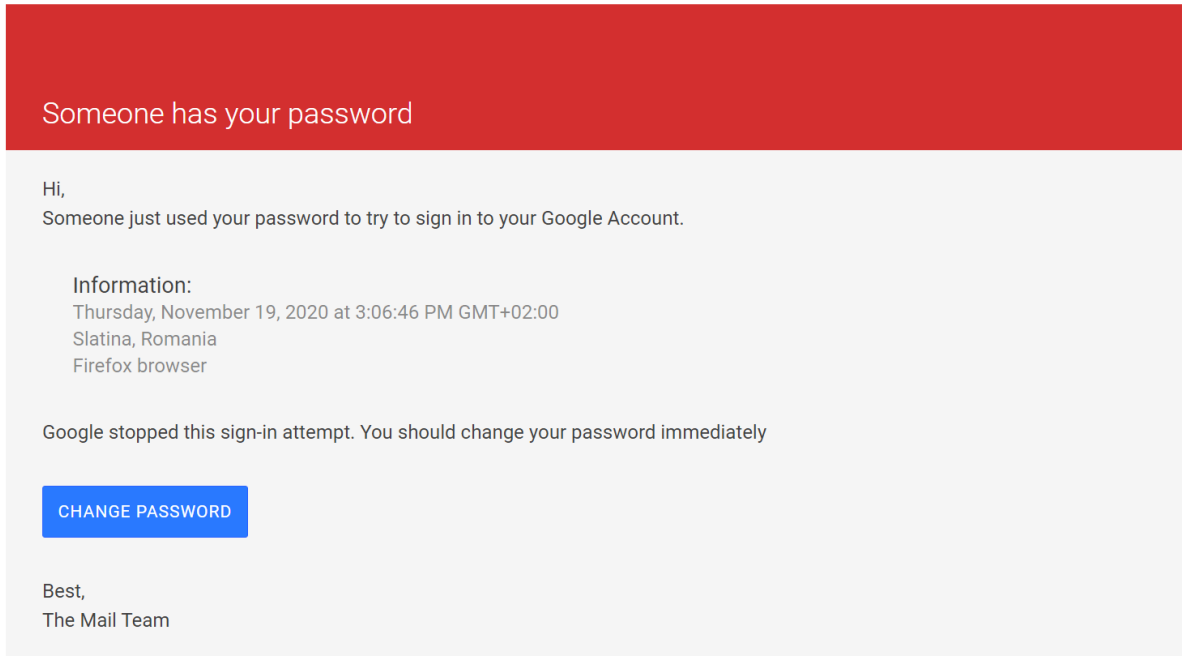 Someone has your password
Hi,
Someone just used your password to try to sign in to your Google Account.
Information:
Thursday, November 19, 2020 at 3:06:46 PM GMT+02:00
Slatina, Romania
Firefox browser
Google stopped this sign-in attempt. You should change your password immediately
CHANGE PASSWORD
Best,
The Mail Team